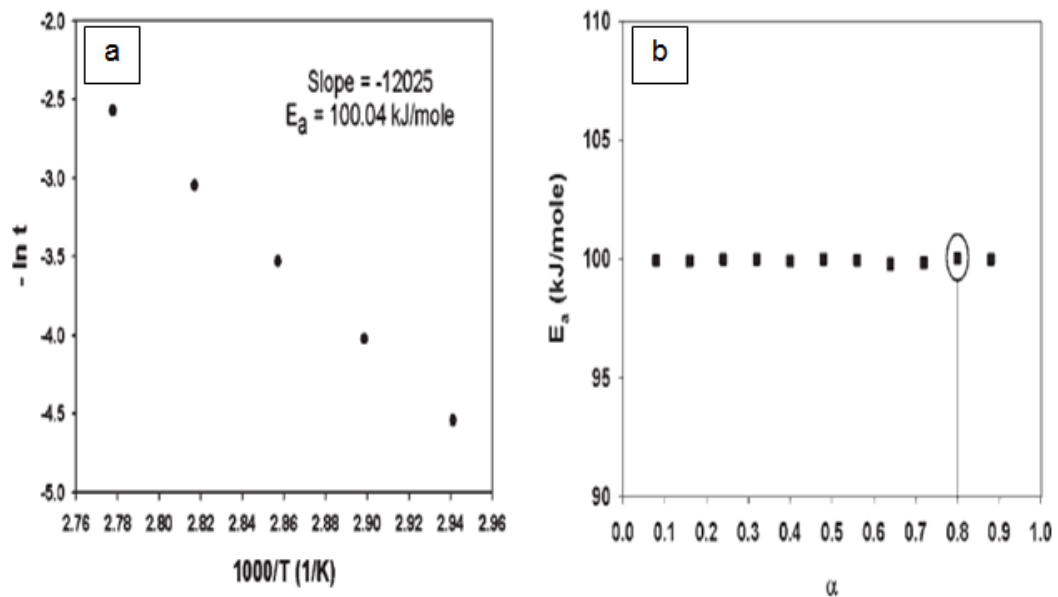 a
Slope = -12025
Ea = 100.04 kJ/mole
-2.0
-2.5
-3.0
-3.5
-4.0
-4.5
-5.0
- ln t
2.76 2.78 2.80 2.82 2.84 2.86 2.88 2.90 2.92 2.94 2.96
1000/T (1/K)
b
110
105
100
95
90
Ea (kJ/mole)
0.0 0.1 0.2 0.3 0.4 0.5 0.6 0.7 0.8 0.9 1.0
α